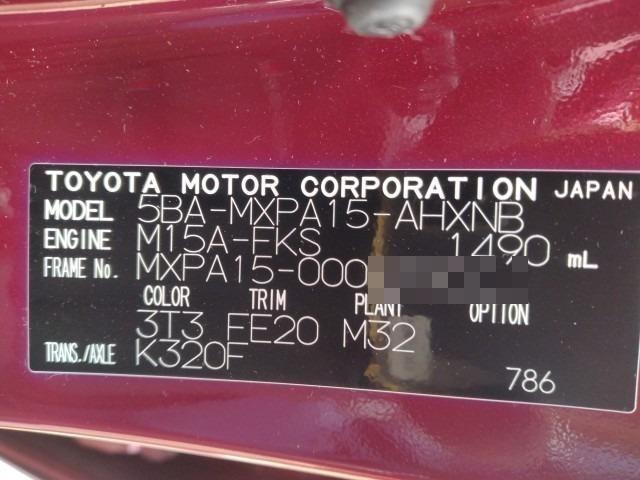 TOYOTA MOTOR CORPORATION JAPAN
MODEL 5BA-MXPA15-AHXNB
ENGINE M15A-FKS 1490 mL
FRAME No. MXPA15-000
COLOR TRIM PLANT OPTION
3T3 FE20 M32
TRANS./AXLE K320F
786